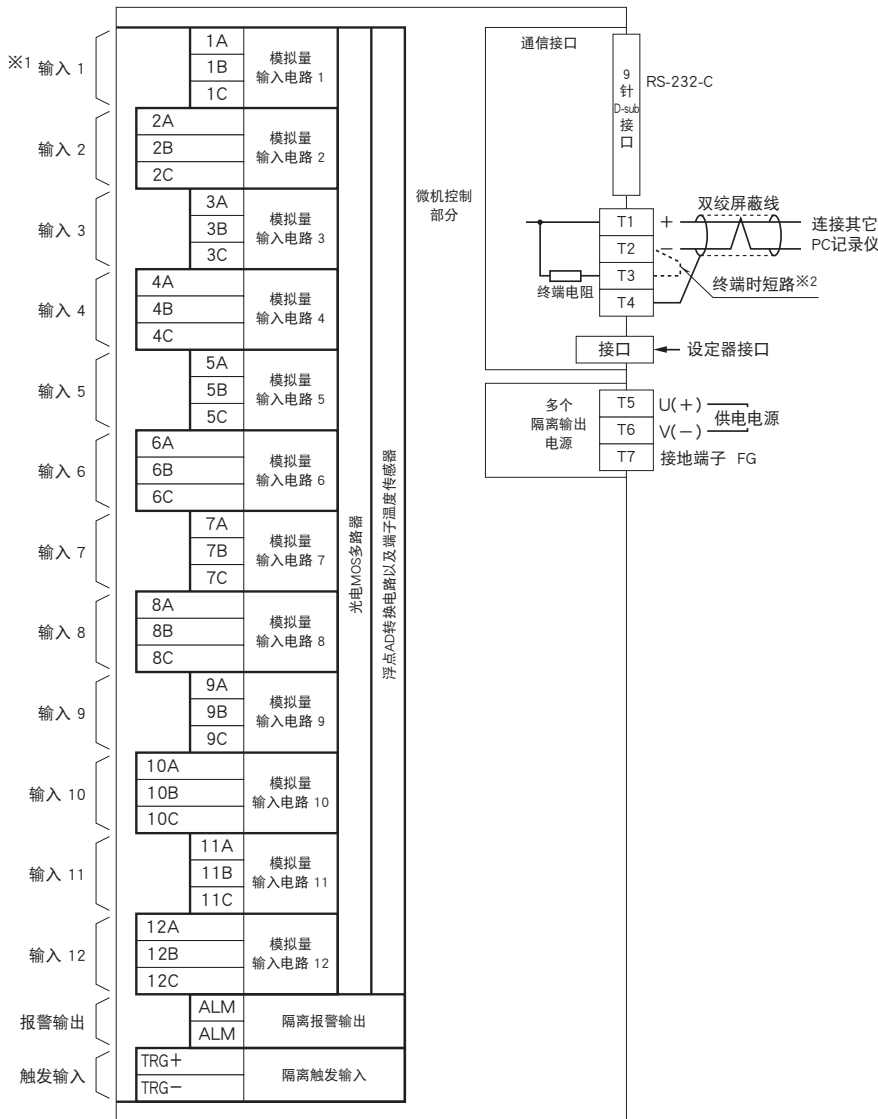 ※1 输入 1
1A
1B
1C
模拟量
输入电路 1
输入 2
2A
2B
2C
模拟量
输入电路 2
输入 3
3A
3B
3C
模拟量
输入电路 3
输入 4
4A
4B
4C
模拟量
输入电路 4
输入 5
5A
5B
5C
模拟量
输入电路 5
输入 6
6A
6B
6C
模拟量
输入电路 6
输入 7
7A
7B
7C
模拟量
输入电路 7
输入 8
8A
8B
8C
模拟量
输入电路 8
输入 9
9A
9B
9C
模拟量
输入电路 9
输入 10
10A
10B
10C
模拟量
输入电路 10
输入 11
11A
11B
11C
模拟量
输入电路 11
输入 12
12A
12B
12C
模拟量
输入电路 12
报警输出
ALM
ALM
隔离报警输出
触发输入
TRG+
TRG−
隔离触发输入
光电MOS多路器
浮点AD转换电路以及端子温度传感器
微机控制
部分
通信接口
9
针
D-sub
接
口
RS-232-C
T1
T2
T3
T4
+
−
双绞屏蔽线
连接其它
PC记录仪
终端电阻
终端时短路※2
接口
设定器接口
多个
隔离输出
电源
T5
T6
T7
U(+)
V(−)
供电电源
接地端子 FG